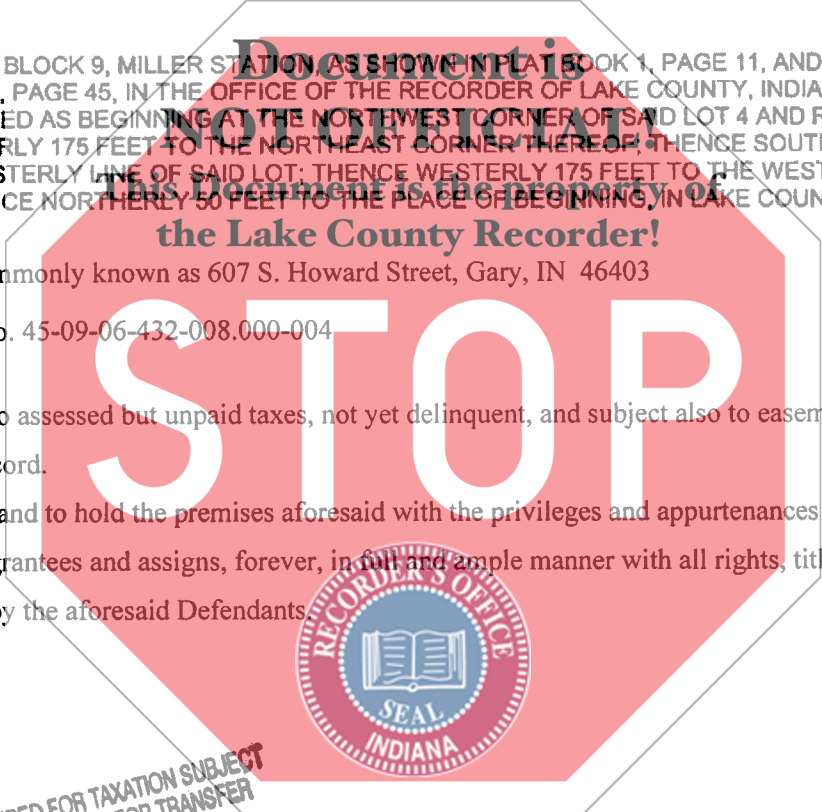 Document is
BLOCK 9, MILLER STATION, AS SHOWN IN PLAT BOOK 1, PAGE 11, AND
. PAGE 45, IN THE OFFICE OF THE RECORDER OF LAKE COUNTY, INDIA
NOT OFFICIAL!
ED AS BEGINNING AT THE NORTHWEST CORNER OF SAID LOT 4 AND R
RLY 175 FEET TO THE NORTHEAST CORNER THEREOF; THENCE SOUT
STERLY LINE OF SAID LOT; THENCE WESTERLY 175 FEET TO THE WEST
This Document is the property of
CE NORTHERLY 50 FEET TO THE PLACE OF BEGINNING, IN LAKE COUN
the Lake County Recorder!
mmonly known as 607 S. Howard Street, Gary, IN 46403
o. 45-09-06-432-008.000-004
STOP
o assessed but unpaid taxes, not yet delinquent, and subject also to easem
cord.
and to hold the premises aforesaid with the privileges and appurtenances
rantees and assigns, forever, in full and ample manner with all rights, titl
by the aforesaid Defendants.
RECORDER'S OFFICE
SEAL
INDIANA
FOR TAXATION SUBJECT
FOR TRANSFER